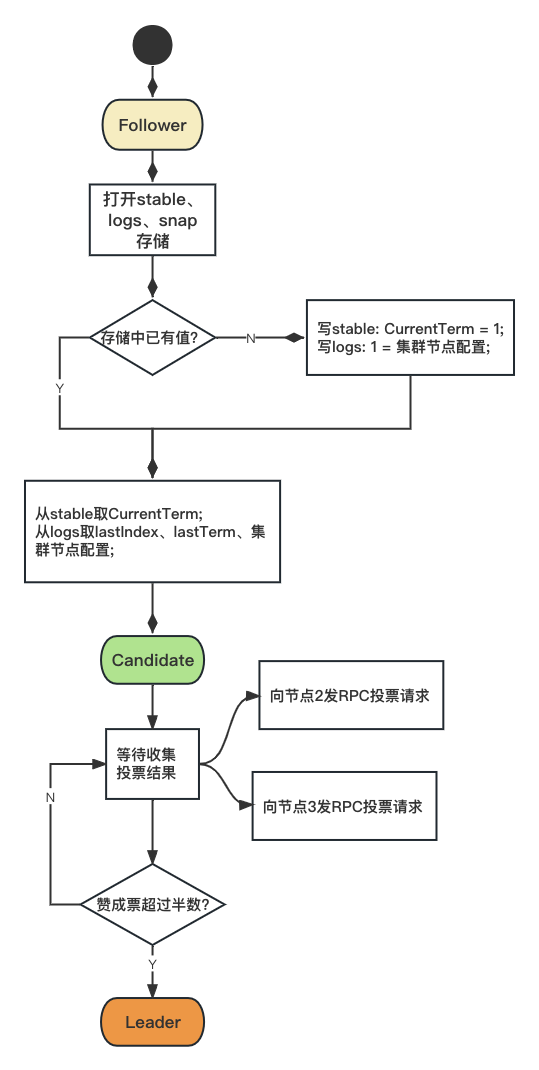 Follower
打开stable、
logs、snap
存储
存储中已有值?
N
写stable: CurrentTerm = 1;
写logs: 1 = 集群节点配置;
Y
从stable取CurrentTerm;
从logs取lastIndex、lastTerm、集
群节点配置;
Candidate
向节点2发RPC投票请求
等待收集
投票结果
向节点3发RPC投票请求
N
赞成票超过半数?
Y
Leader